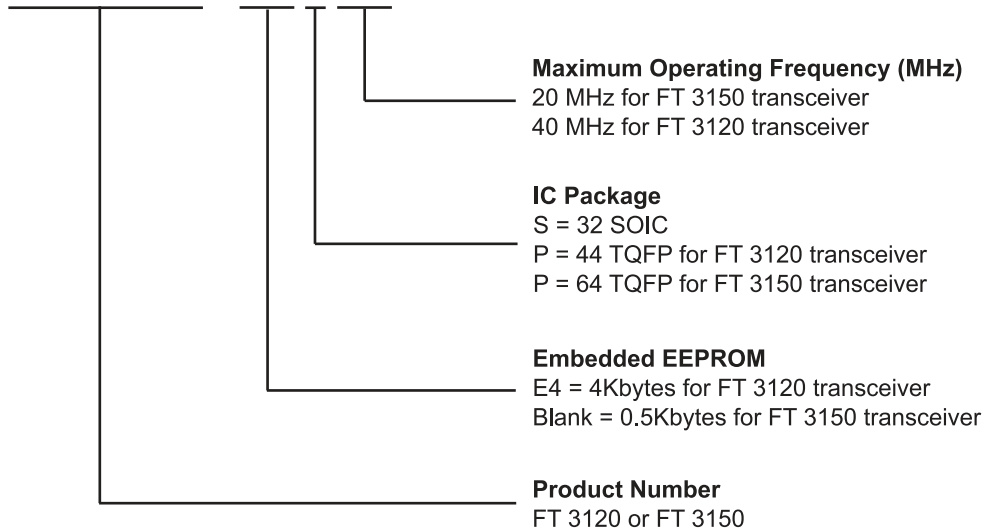 Maximum Operating Frequency (MHz)
20 MHz for FT 3150 transceiver
40 MHz for FT 3120 transceiver
IC Package
S = 32 SOIC
P = 44 TQFP for FT 3120 transceiver
P = 64 TQFP for FT 3150 transceiver
Embedded EEPROM
E4 = 4Kbytes for FT 3120 transceiver
Blank = 0.5Kbytes for FT 3150 transceiver
Product Number
FT 3120 or FT 3150